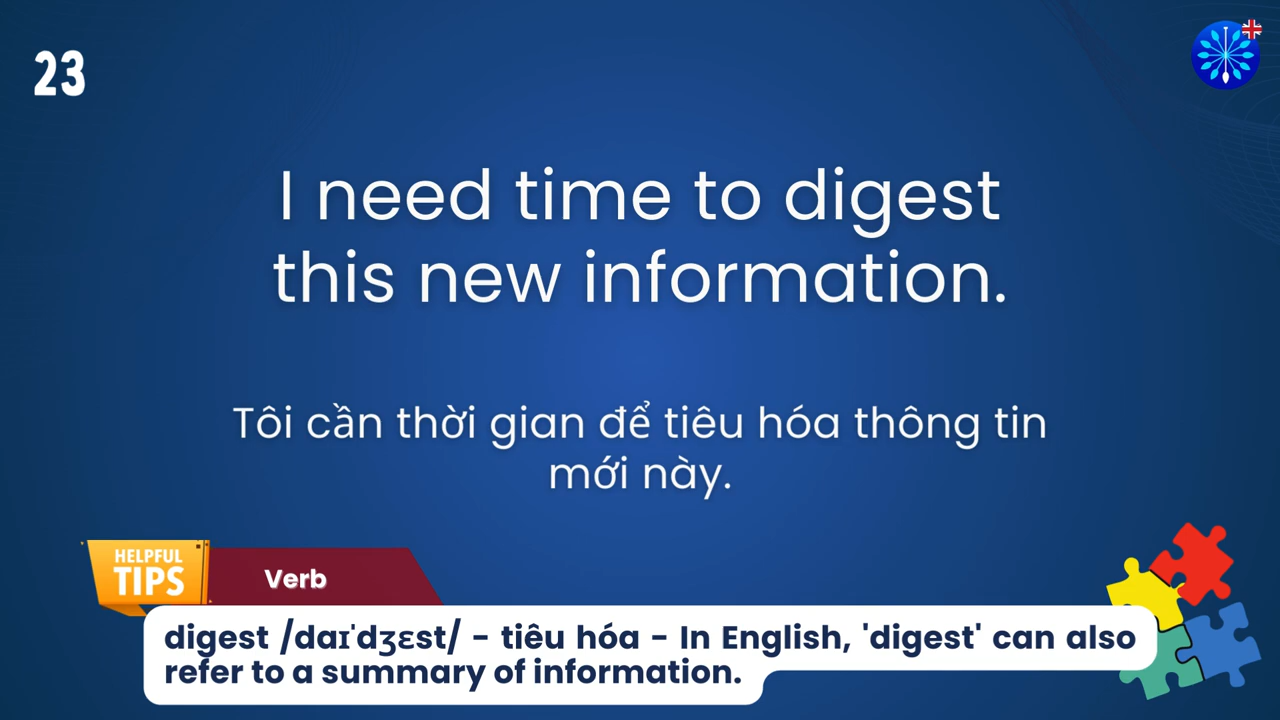 23
I need time to digest
this new information.
Tôi cần thời gian để tiêu hóa thông tin
mới này.
HELPFUL
TIPS
Verb
digest /daɪˈdʒɛst/ - tiêu hóa - In English, 'digest' can also
refer to a summary of information.